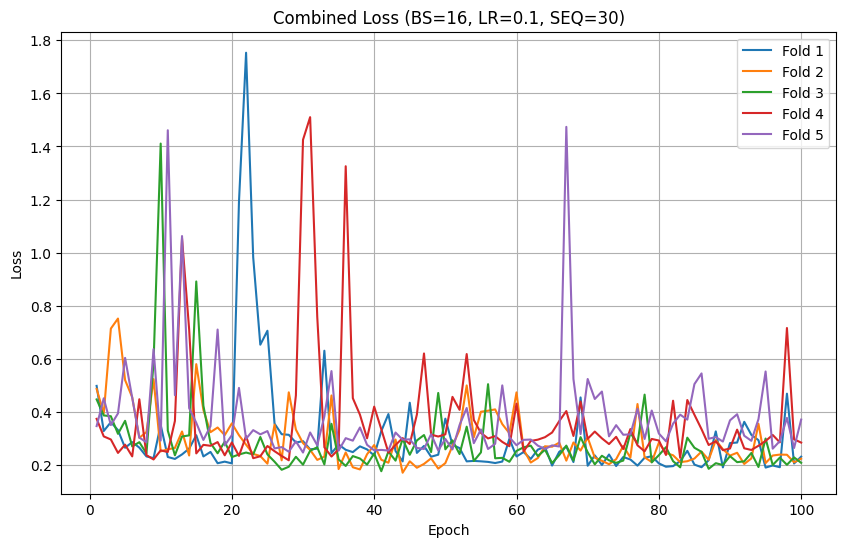 Combined Loss (BS=16, LR=0.1, SEQ=30)
Fold 1
Fold 2
Fold 3
Fold 4
Fold 5
Loss
1.8
1.6
1.4
1.2
1.0
0.8
0.6
0.4
0.2
0
20
40
60
80
100
Epoch